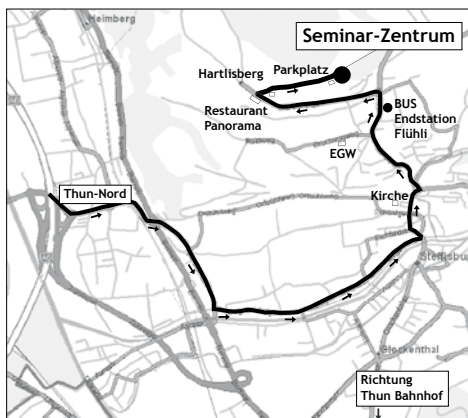 Heimberg
Seminar-Zentrum
Hartlisberg
Parkplatz
Restaurant
Panorama
BUS
Endstation
Flühli
EGW
Thun-Nord
Kirche
Steffisburg
Glockenthal
Richtung
Thun Bahnhof